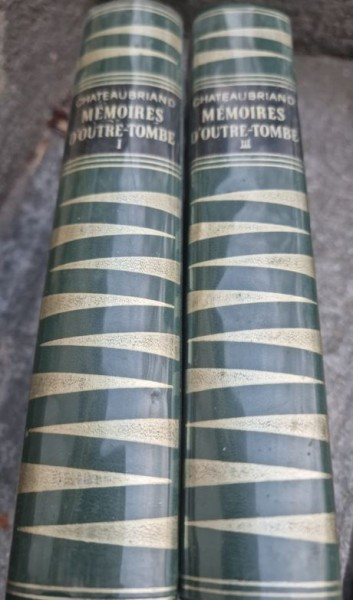 CHATEAUBRIAND
MÉMOIRES
D'OUTRE-TOMBE
I
CHATEAUBRIAND
MÉMOIRES
D'OUTRE-TOMBE
III